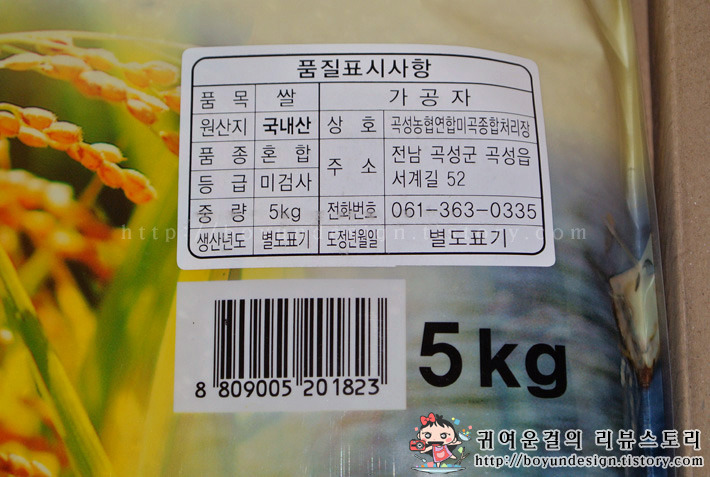 품질표시사항
품 목 쌀 가 공 자
원산지 국내산 상 호 곡성농협연합미곡종합처리장
품 종 혼 합 주 소 전남 곡성군 곡성읍
등 급 미검사 서계길 52
중 량 5kg 전화번호 061-363-0335
생산년도 별도표기 도정년월일 별도표기
http://boyundesign.tistory.com
8 809005 201823
5kg
귀여운걸의 리뷰스토리
http://boyundesign.tistory.com